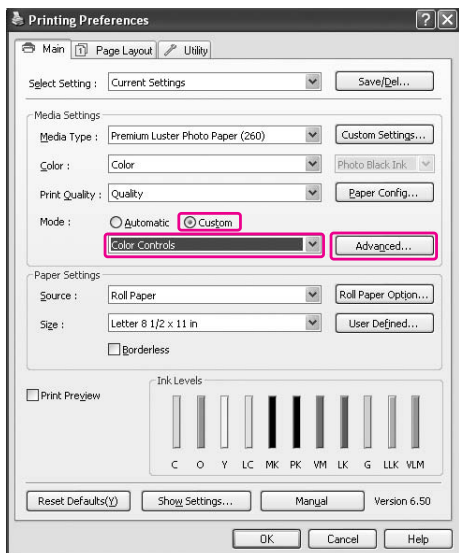 Printing Preferences
Main Page Layout Utility
Select Setting : Current Settings Save/Del...
Media Settings
Media Type : Premium Luster Photo Paper (260) Custom Settings...
Color : Color Photo Black Ink
Print Quality : Quality Paper Config...
Mode : Automatic Custom
Color Controls Advanced...
Paper Settings
Source : Roll Paper Roll Paper Option...
Size : Letter 8 1/2 x 11 in User Defined...
Borderless
Print Preview
Ink Levels
C O Y LC MK PK VM LK G LLK VLM
Reset Defaults(Y) Show Settings... Manual Version 6.50
OK Cancel Help